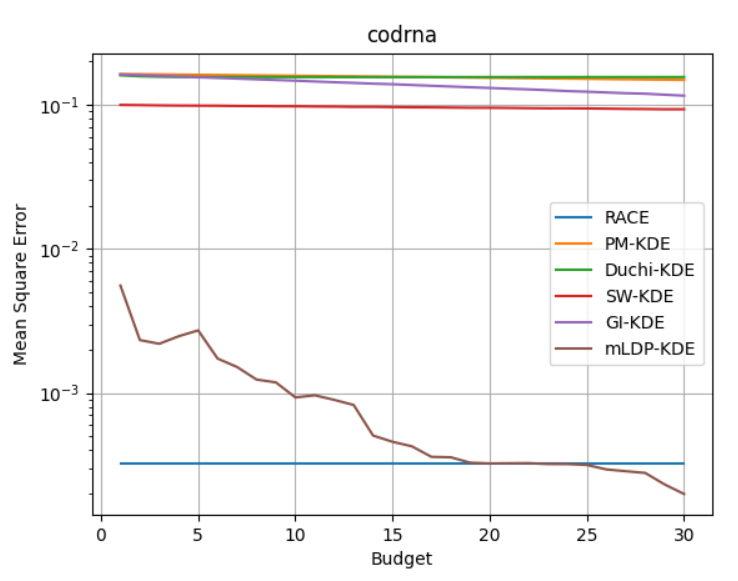 codrna
Mean Square Error
10⁻¹
10⁻²
10⁻³
0 5 10 15 20 25 30
Budget
RACE
PM-KDE
Duchi-KDE
SW-KDE
GI-KDE
mLDP-KDE